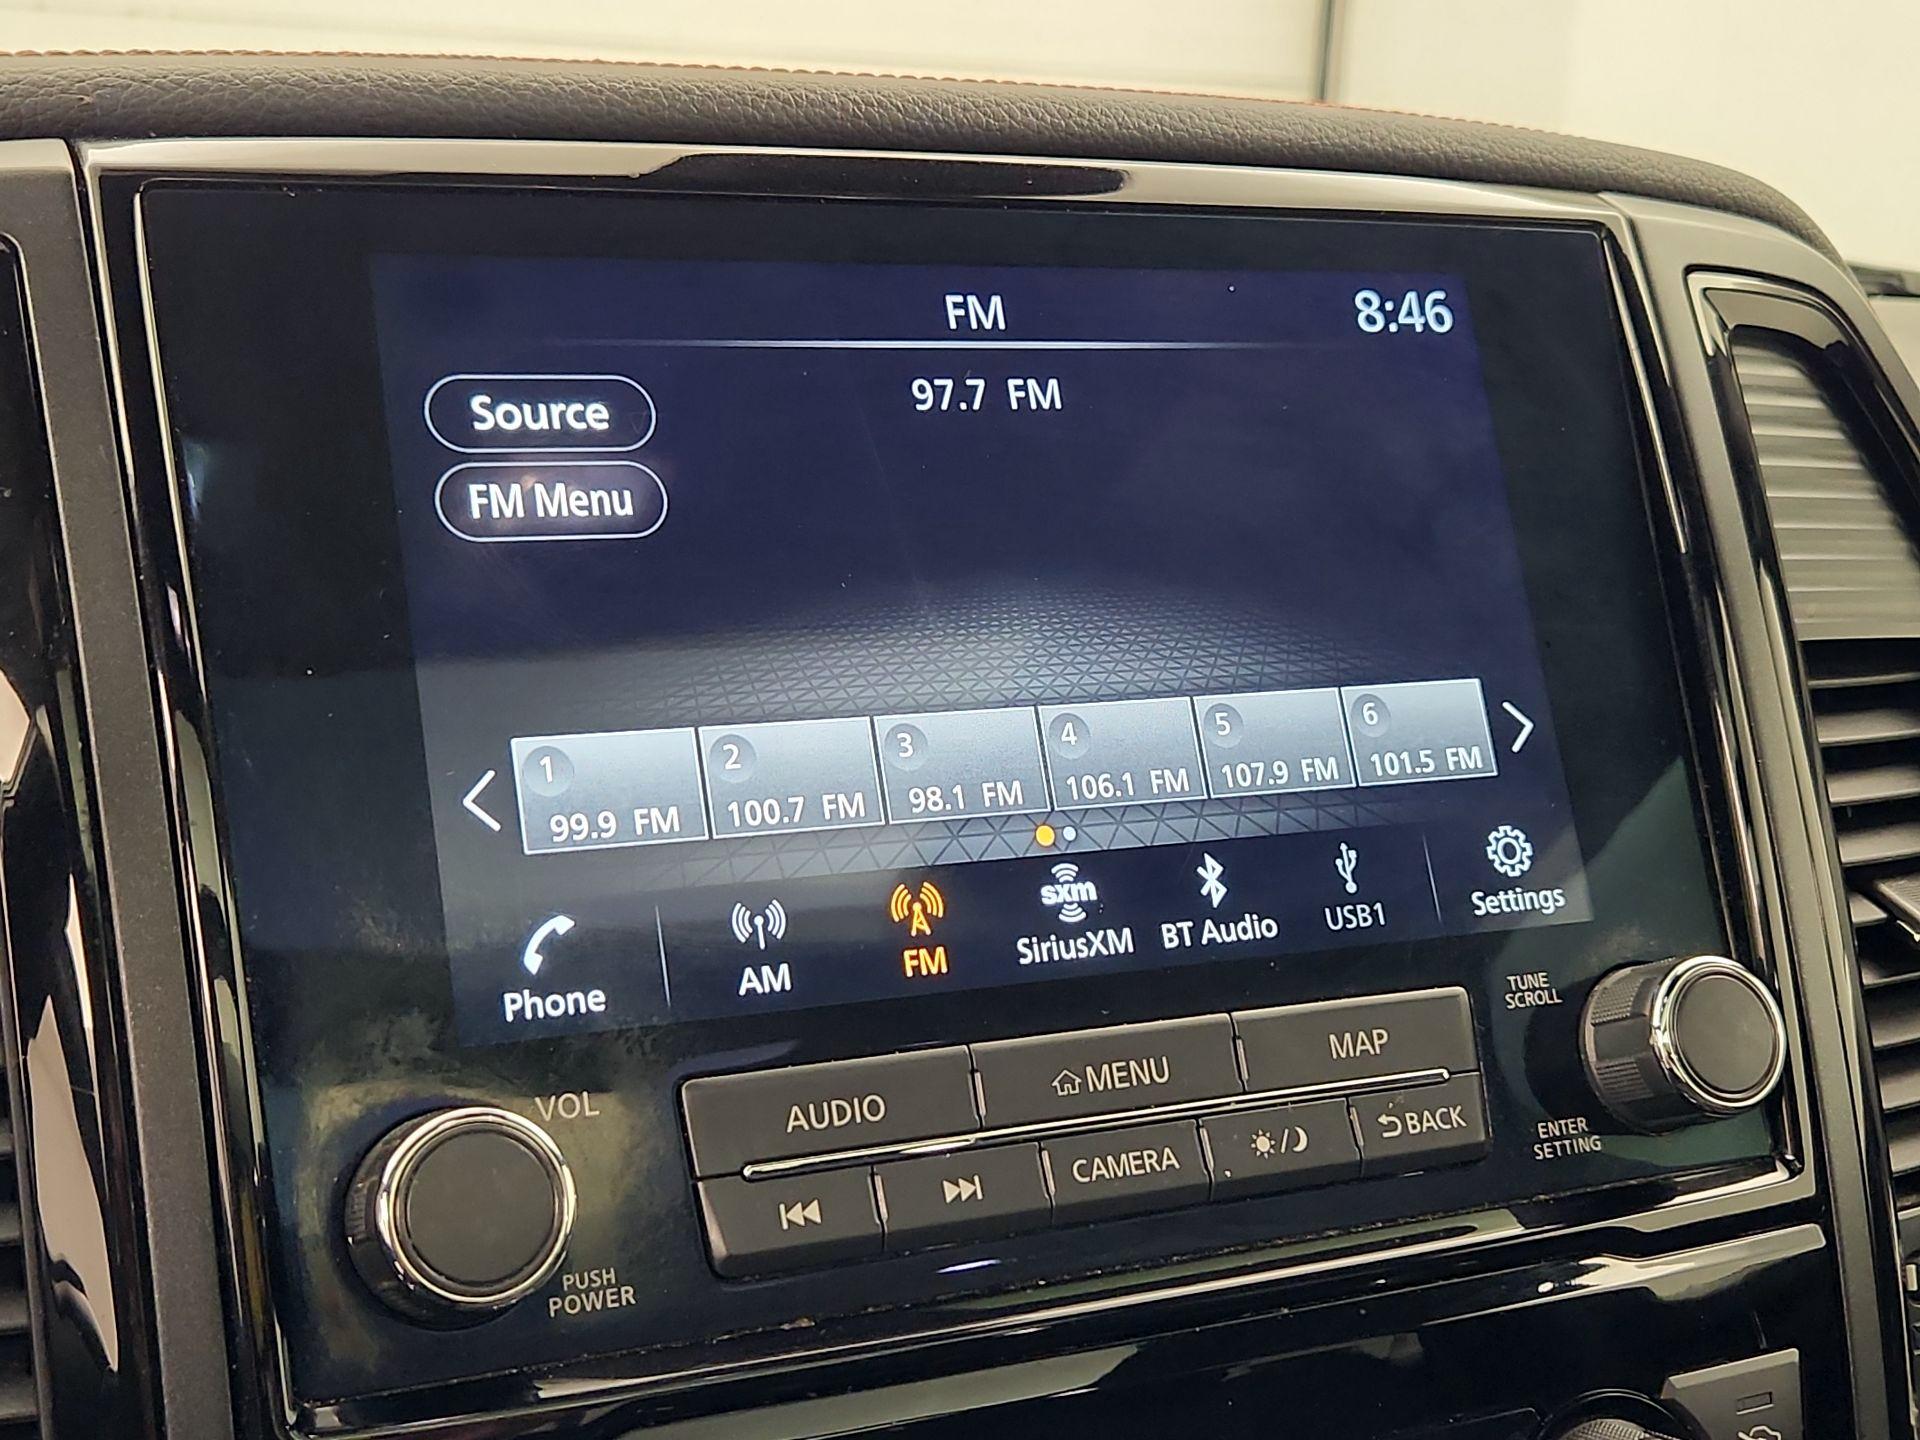 FM
8:46
97.7 FM
Source
FM Menu
1
99.9 FM
2
100.7 FM
3
98.1 FM
4
106.1 FM
5
107.9 FM
6
101.5 FM
Phone
AM
FM
sxm
SiriusXM
BT Audio
USB1
Settings
VOL
PUSH
POWER
AUDIO
MENU
MAP
CAMERA
BACK
TUNE
SCROLL
ENTER
SETTING